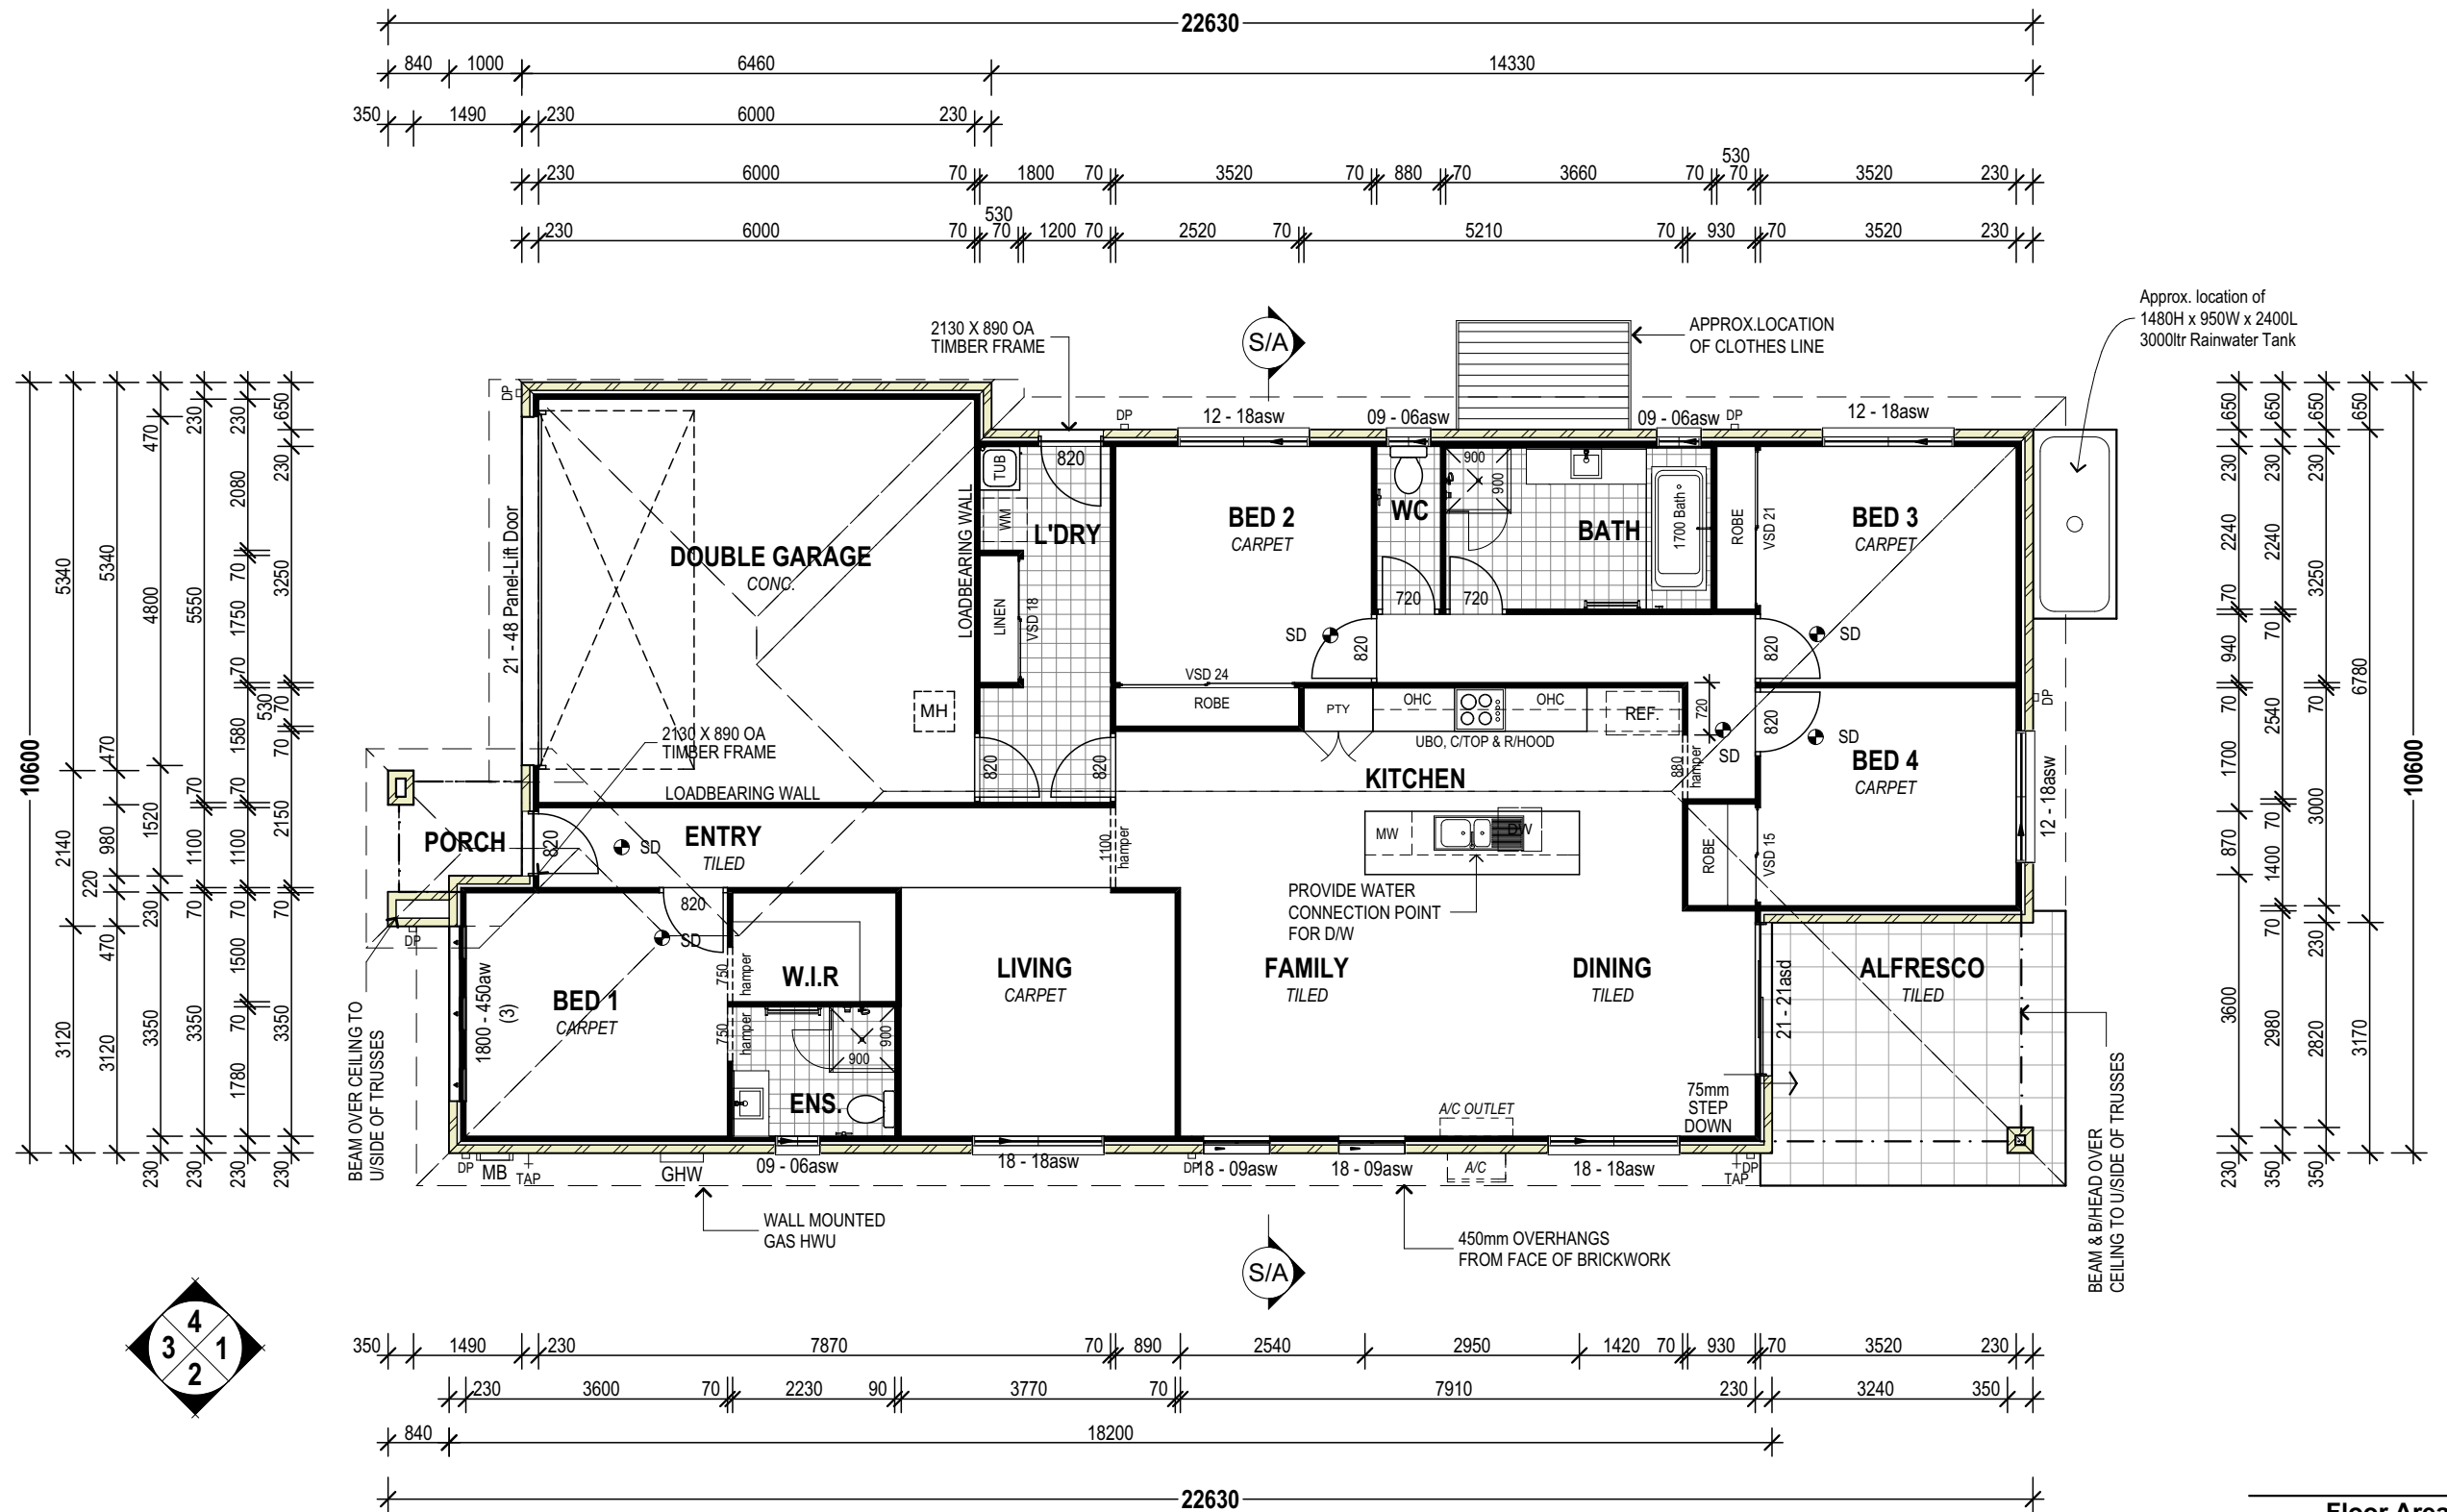 22630
840 1000 6460 14330
350 1490 230 6000 230
230 6000 70 1800 70 3520 70 880 70 3660 70 530 70 3520 230
230 6000 70 530 70 1200 70 2520 70 5210 70 930 70 3520 230
Approx. location of
1480H x 950W x 2400L
3000ltr Rainwater Tank
2130 X 890 OA
TIMBER FRAME
S/A
APPROX.LOCATION
OF CLOTHES LINE
10600
5340 2140 3120
5340 470 980 220 470 3120
470 4800 1520 230 3350 230
230 5550 70 1100 70 3350 230
230 2080 70 1750 70 1580 70 1100 70 1500 70 1780 230
650 230 3250 70 530 70 2150 70 3350 230
DP
DP
12 - 18asw
09 - 06asw
09 - 06asw
DP
12 - 18asw
21 - 48 Panel-Lift Door
DOUBLE GARAGE
CONC.
LOADBEARING WALL
TUB
WM
820
L'DRY
LINEN
VSD 18
BED 2
CARPET
WC
900
900
BATH
1700 Bath
ROBE
VSD 21
BED 3
CARPET
720
720
SD
820
820
SD
VSD 24
ROBE
PTY
OHC
OHC
REF.
720
UBO, C/TOP & R/HOOD
MH
820
820
KITCHEN
880
hamper
SD
820
SD
BED 4
CARPET
DP
12 - 18asw
2130 X 890 OA
TIMBER FRAME
LOADBEARING WALL
PORCH
820
SD
ENTRY
TILED
1100
hamper
MW
DW
ROBE
VSD 15
PROVIDE WATER
CONNECTION POINT
FOR D/W
DP
820
SD
BED 1
CARPET
1800 - 450aw
(3)
750
hamper
W.I.R
750
hamper
900
900
ENS.
LIVING
CARPET
FAMILY
TILED
DINING
TILED
21 - 21asd
ALFRESCO
TILED
75mm
STEP
DOWN
A/C OUTLET
BEAM OVER CEILING TO
U/SIDE OF TRUSSES
BEAM & B/HEAD OVER
CEILING TO U/SIDE OF TRUSSES
DP
MB
TAP
GHW
09 - 06asw
18 - 18asw
DP
18 - 09asw
18 - 09asw
A/C
18 - 18asw
TAP
DP
WALL MOUNTED
GAS HWU
S/A
450mm OVERHANGS
FROM FACE OF BRICKWORK
650 230 2240 70 940 70 1700 870 3600 230
650 230 2240 70 2540 70 1400 70 2980 350
650 230 3250 70 3000 230 2820 350
650 6780 3170
10600
4
3 1
2
350 1490 230 7870 70 890 2540 2950 1420 70 930 70 3520 230
230 3600 70 2230 90 3770 70 7910 230 3240 350
840 18200
22630